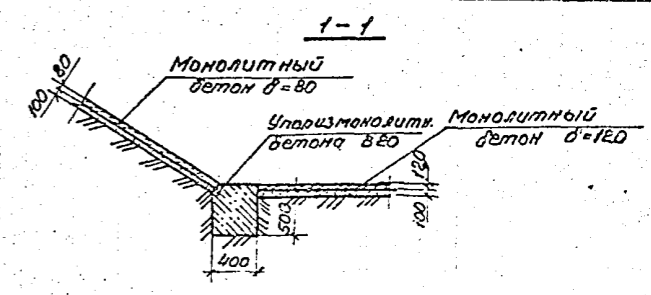 1-1
Монолитный
бетон δ=80
80
100
Упор из монолитн.
бетона В20
Монолитный
бетон δ=120
120
100
500
400